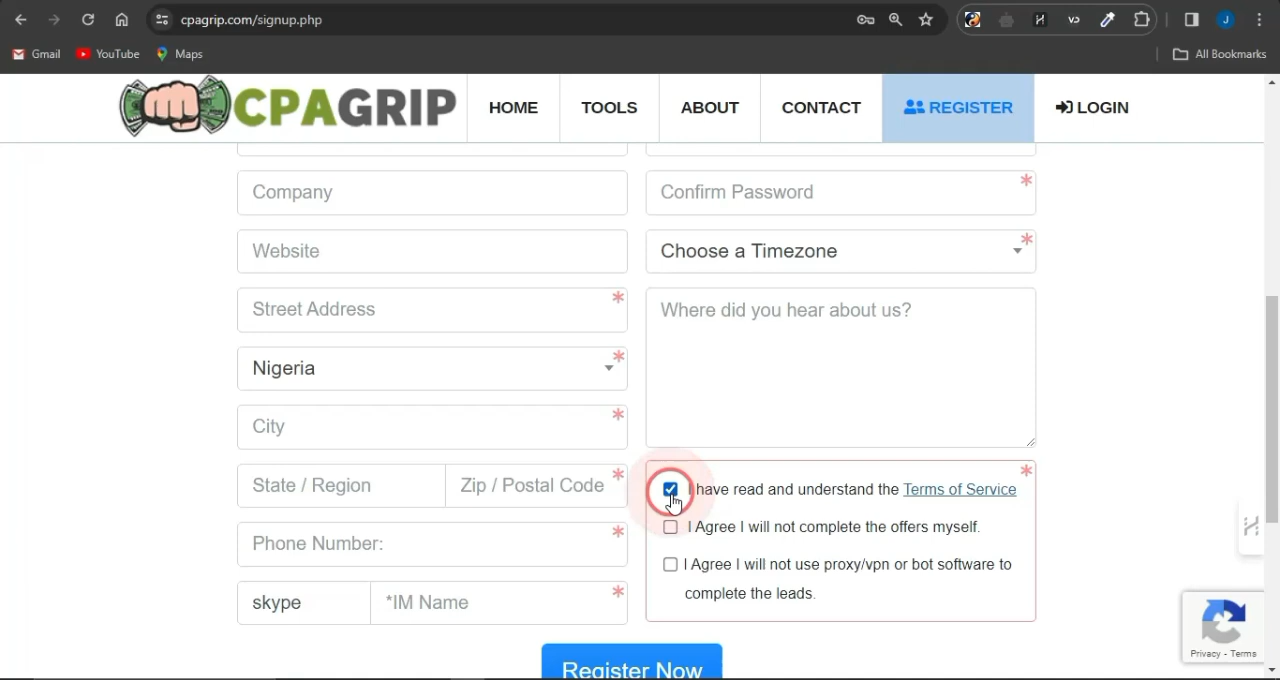 cpagrip.com/signup.php
J
Gmail
YouTube
Maps
All Bookmarks
CPAGRIP
HOME
TOOLS
ABOUT
CONTACT
REGISTER
LOGIN
Company
Confirm Password
*
Website
Choose a Timezone
*
Street Address
*
Where did you hear about us?
Nigeria
*
City
*
State / Region
Zip / Postal Code
*
I have read and understand the Terms of Service
*
I Agree I will not complete the offers myself.
Phone Number:
*
I Agree I will not use proxy/vpn or bot software to
complete the leads.
skype
*IM Name
*
Register Now
Privacy - Terms